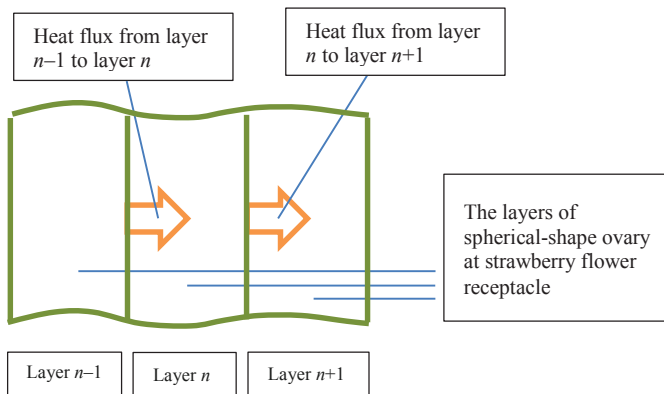 Heat flux from layer
n–1 to layer n
Heat flux from layer
n to layer n+1
The layers of
spherical-shape ovary
at strawberry flower
receptacle
Layer n–1
Layer n
Layer n+1